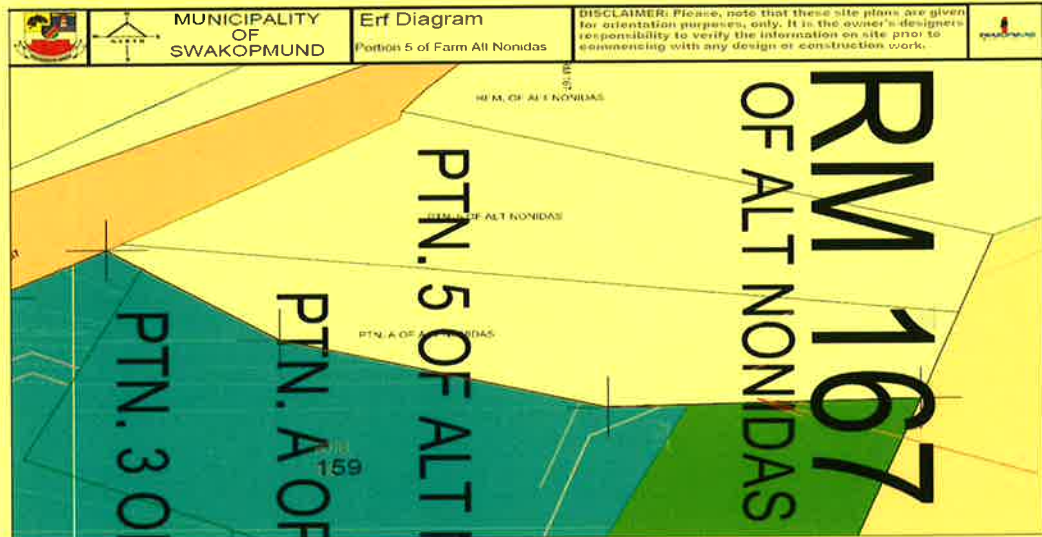 MUNICIPALITY
OF
SWAKOPMUND
Erf Diagram
Portion 5 of Farm Alt Nonidas
DISCLAIMER: Please, note that these site plans are given
for orientation purposes, only. It is the owner's designers
responsibility to verify the information on site prior to
commencing with any design or construction work.
REM. OF ALT NONIDAS
RM 167
OF ALT NONIDAS
PTN. 5 OF ALT
OF ALT NONIDAS
PTN. A OF
PTN. A OF ALT NONIDAS
PTN. 3 O
159